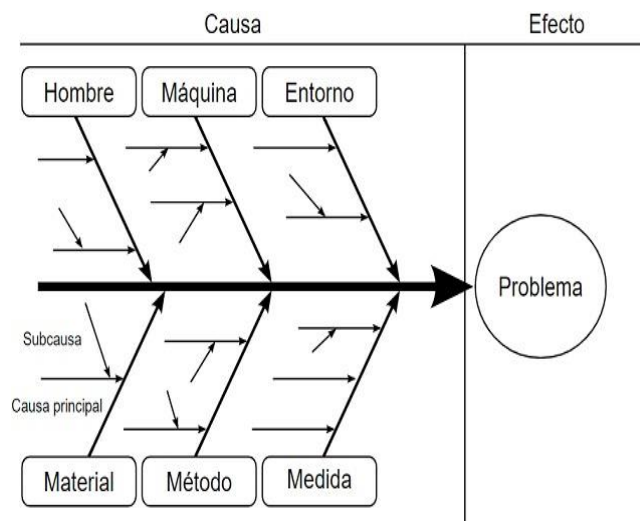 Causa
Efecto
Hombre
Máquina
Entorno
Problema
Subcausa
Causa principal
Material
Método
Medida